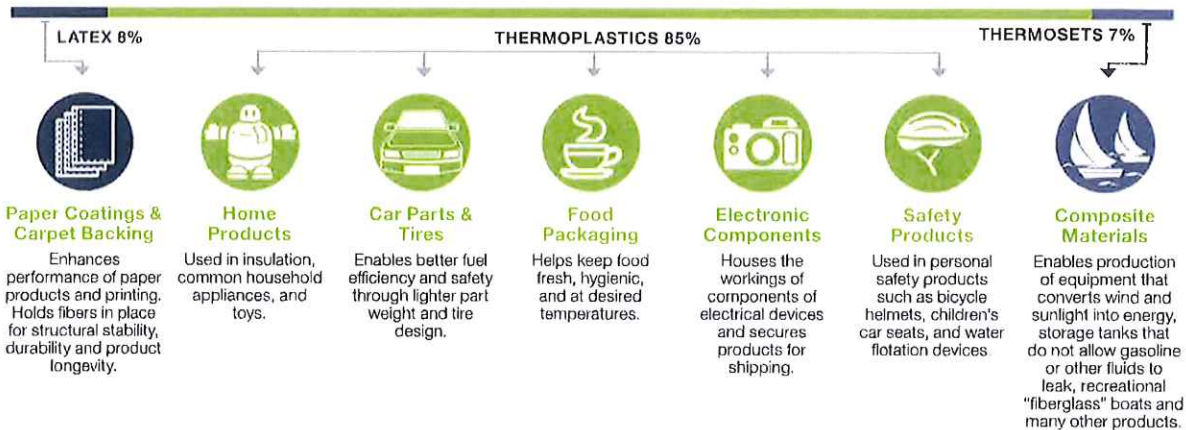 LATEX 8%
THERMOPLASTICS 85%
THERMOSETS 7%
Paper Coatings &
Carpet Backing
Enhances
performance of paper
products and printing.
Holds fibers in place
for structural stability,
durability and product
longevity.
Home
Products
Used in insulation,
common household
appliances, and
toys.
Car Parts &
Tires
Enables better fuel
efficiency and safety
through lighter part
weight and tire
design.
Food
Packaging
Helps keep food
fresh, hygienic,
and at desired
temperatures.
Electronic
Components
Houses the
workings of
components of
electrical devices
and secures
products for
shipping.
Safety
Products
Used in personal
safety products
such as bicycle
helmets, children's
car seats, and water
flotation devices
Composite
Materials
Enables production
of equipment that
converts wind and
sunlight into energy,
storage tanks that
do not allow gasoline
or other fluids to
leak, recreational
"fiberglass" boats and
many other products.